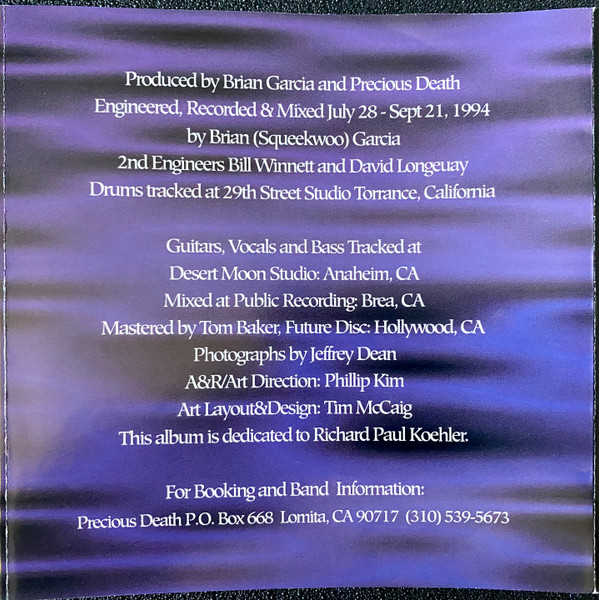 Produced by Brian Garcia and Precious Death
Engineered, Recorded & Mixed July 28 - Sept 21, 1994
by Brian (Squeekwoo) Garcia
2nd Engineers Bill Winnett and David Longeuay
Drums tracked at 29th Street Studio Torrance, California
Guitars, Vocals and Bass Tracked at
Desert Moon Studio: Anaheim, CA
Mixed at Public Recording: Brea, CA
Mastered by Tom Baker, Future Disc: Hollywood, CA
Photographs by Jeffrey Dean
A&R/Art Direction: Phillip Kim
Art Layout&Design: Tim McCaig
This album is dedicated to Richard Paul Koehler.
For Booking and Band Information:
Precious Death P.O. Box 668 Lomita, CA 90717 (310) 539-5673